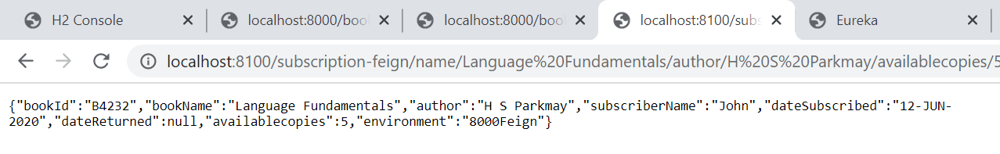 H2 Console
localhost:8000/boo
localhost:8000/boo
localhost:8100/subs
Eureka
localhost:8100/subscription-feign/name/Language%20Fundamentals/author/H%20S%20Parkmay/availablecopies/5
{"bookId":"B4232","bookName":"Language Fundamentals","author":"H S Parkmay","subscriberName":"John","dateSubscribed":"12-JUN-
2020","dateReturned":null,"availablecopies":5,"environment":"8000Feign"}